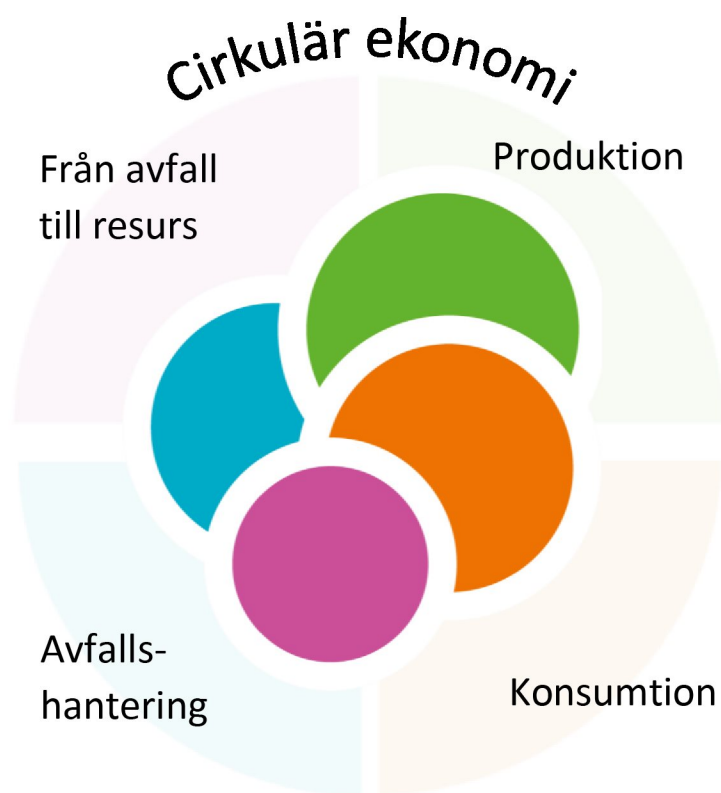 Cirkulär ekonomi
Från avfall
till resurs
Produktion
Avfalls-
hantering
Konsumtion